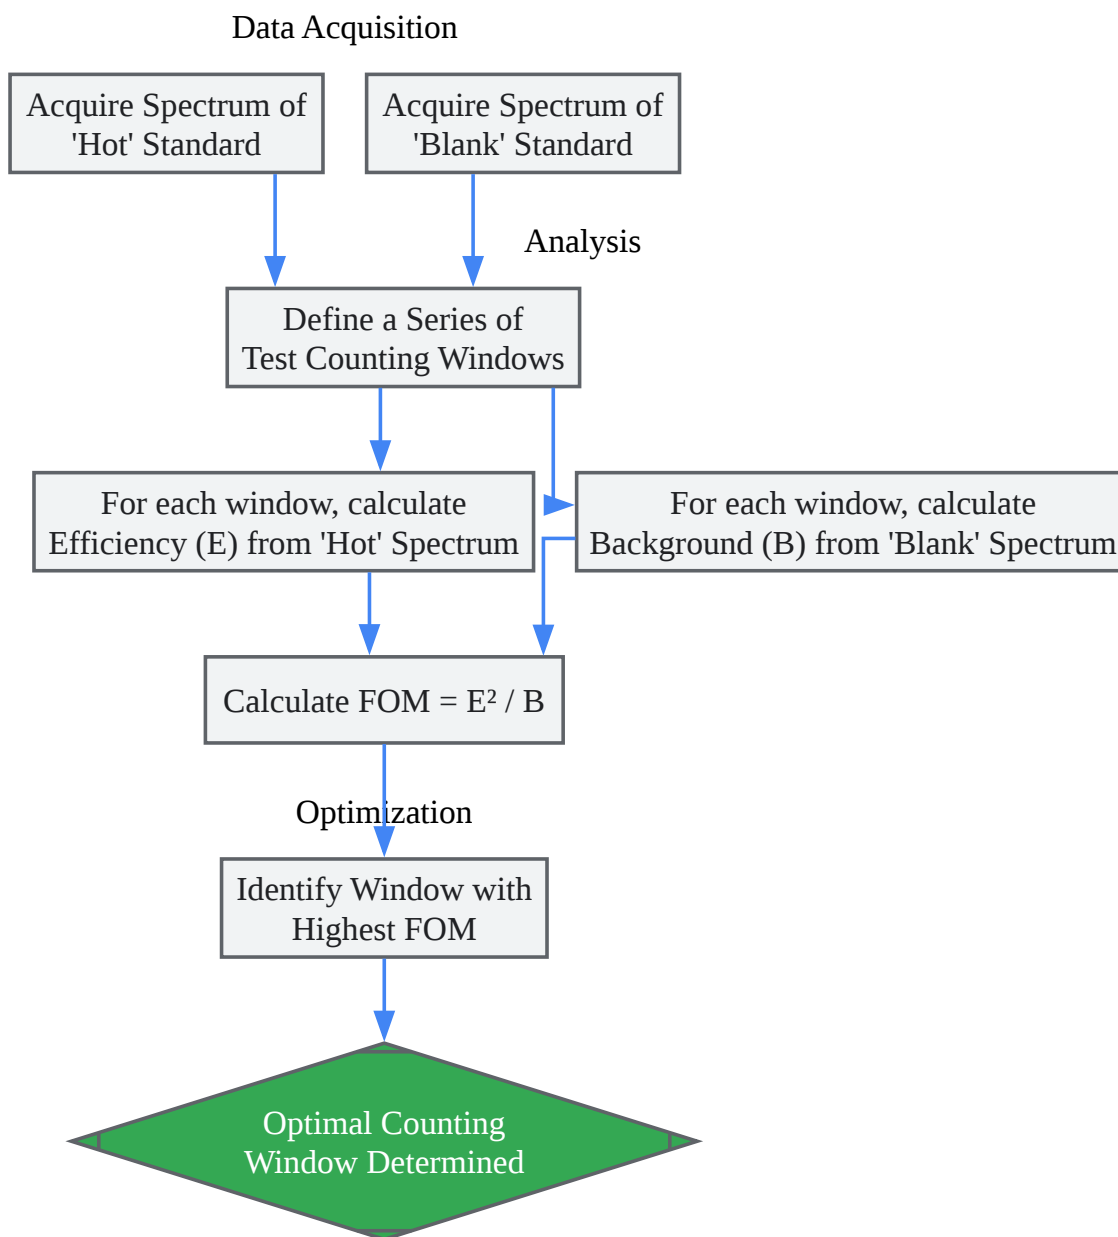 Data Acquisition
Acquire Spectrum of
'Hot' Standard
Acquire Spectrum of
'Blank' Standard
Analysis
Define a Series of
Test Counting Windows
For each window, calculate
Efficiency (E) from 'Hot' Spectrum
For each window, calculate
Background (B) from 'Blank' Spectrum
Calculate FOM = E² / B
Optimization
Identify Window with
Highest FOM
Optimal Counting
Window Determined